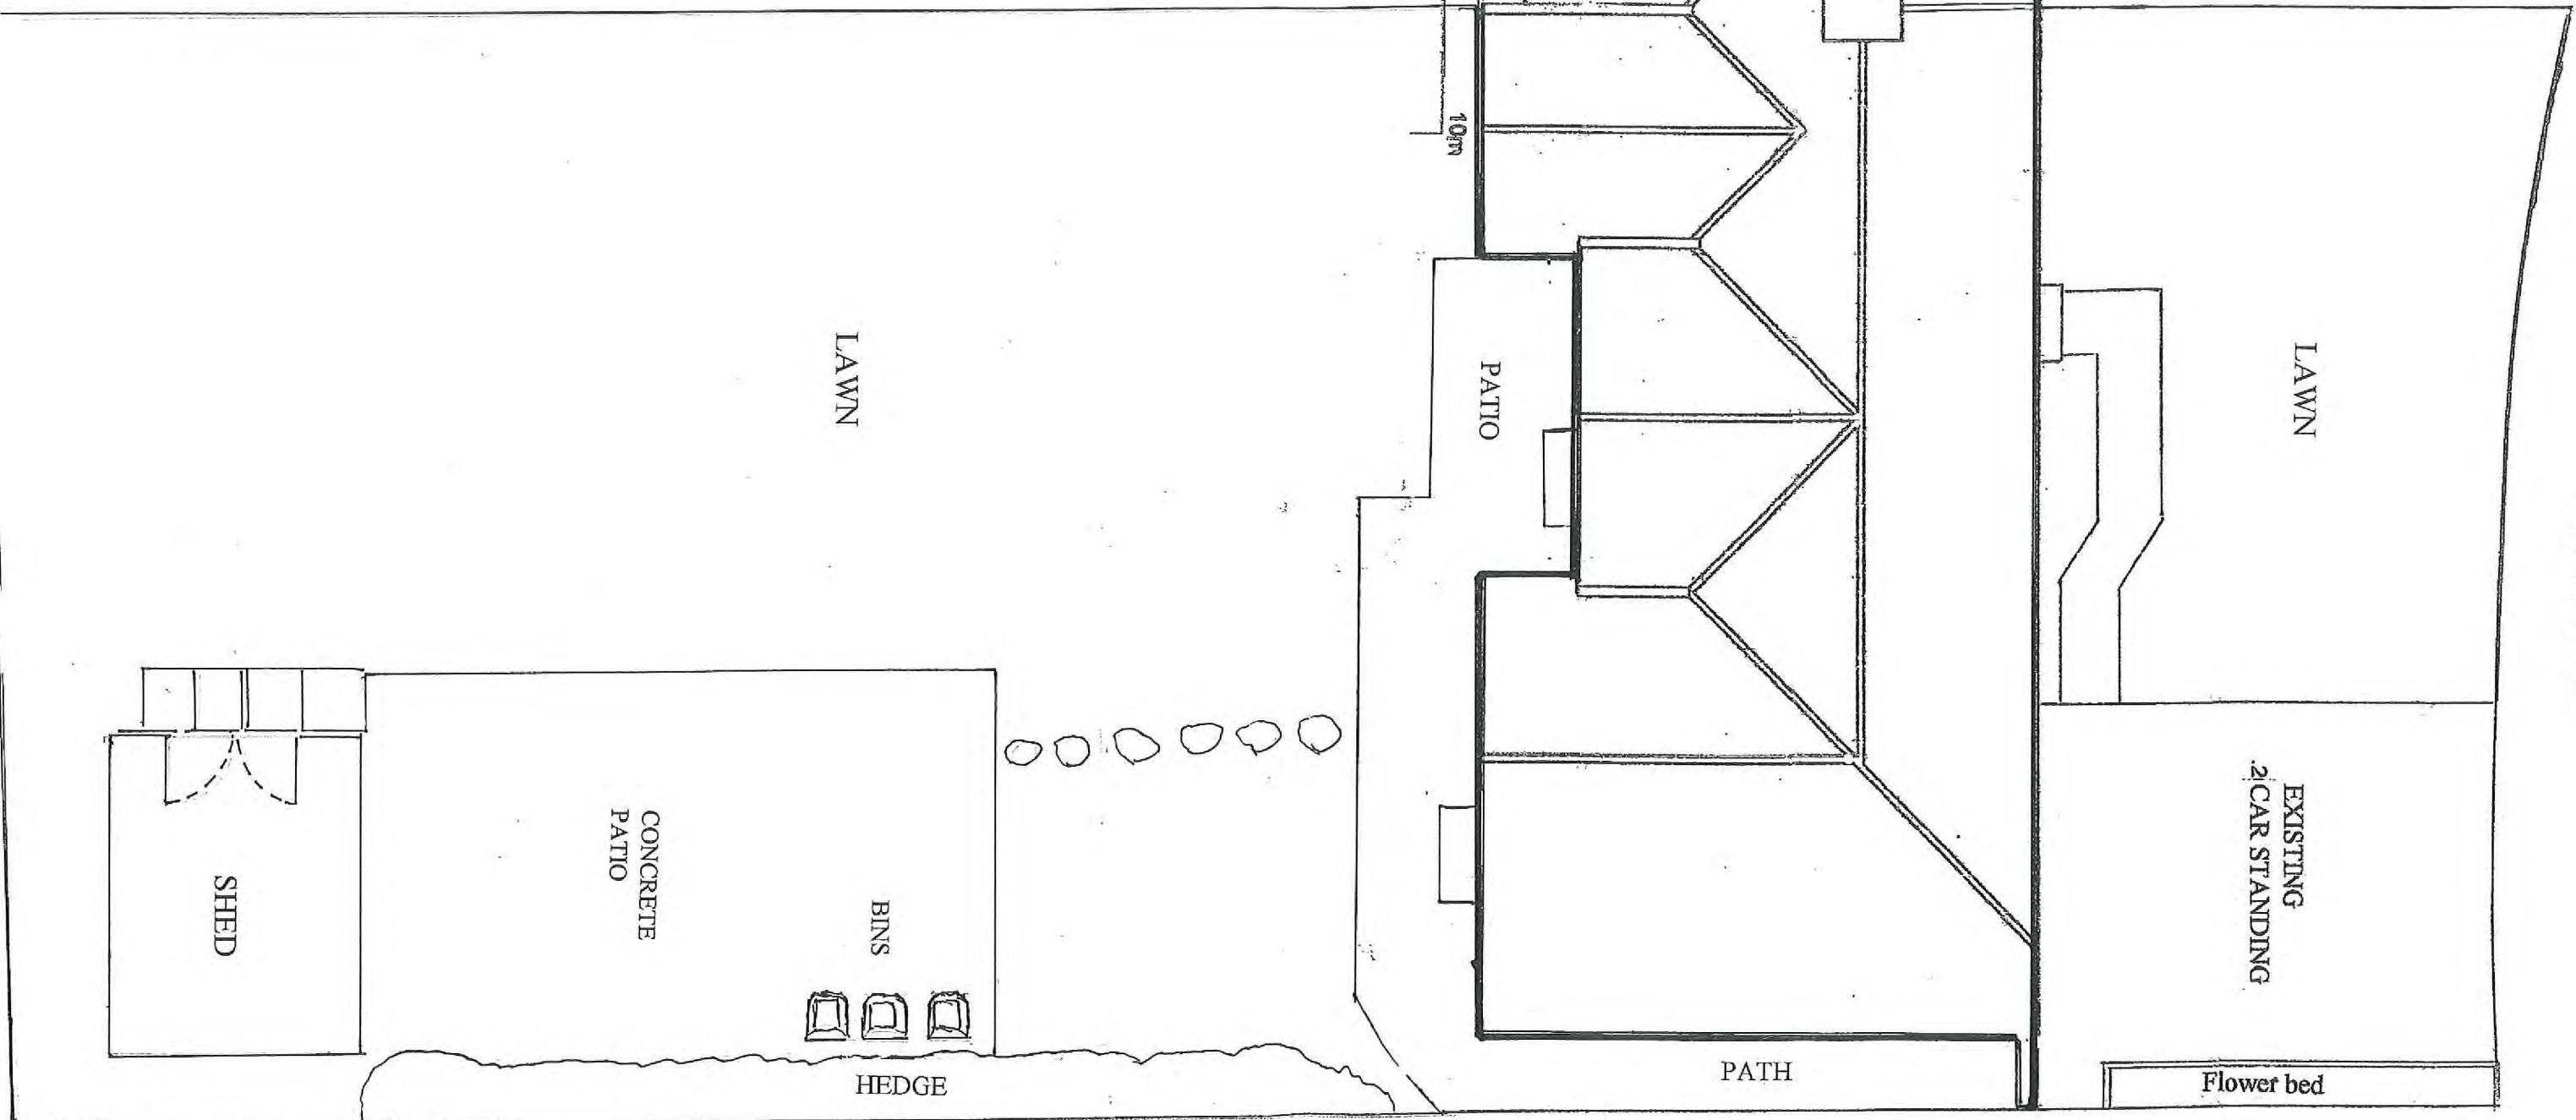 10m
LAWN
PATIO
LAWN
EXISTING
.2 CAR STANDING
CONCRETE
PATIO
BINS
SHED
HEDGE
PATH
Flower bed